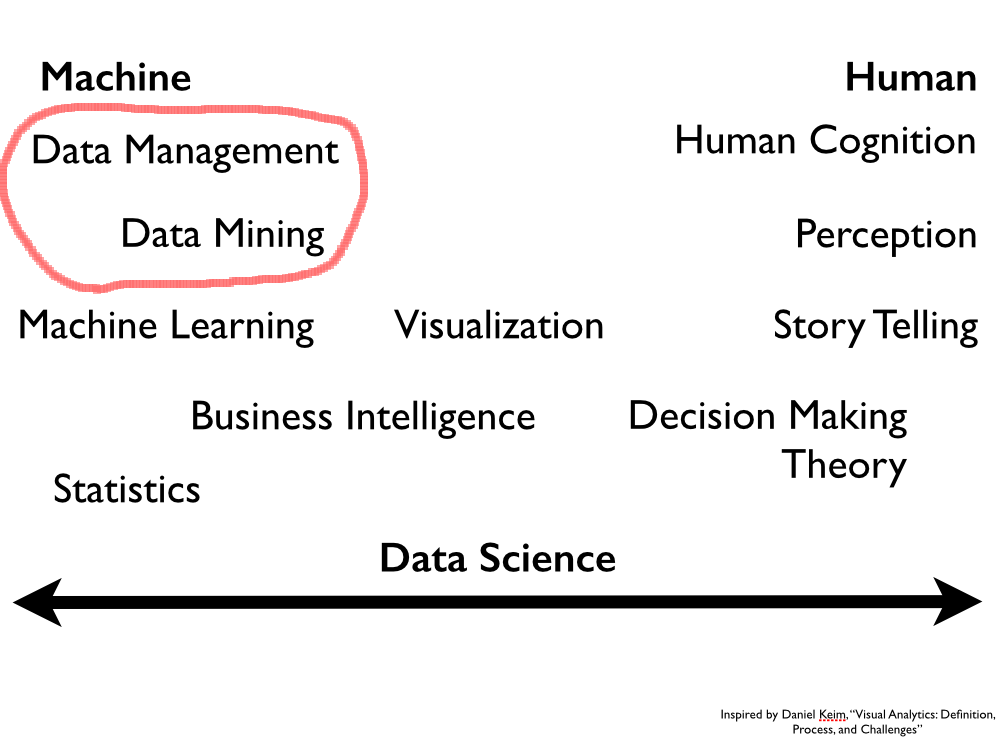 Machine Human
Data Management Human Cognition
Data Mining Perception
Machine Learning Visualization Story Telling
Business Intelligence Decision Making
Theory
Statistics
Data Science
Inspired by Daniel Keim, “Visual Analytics: Definition,
Process, and Challenges”